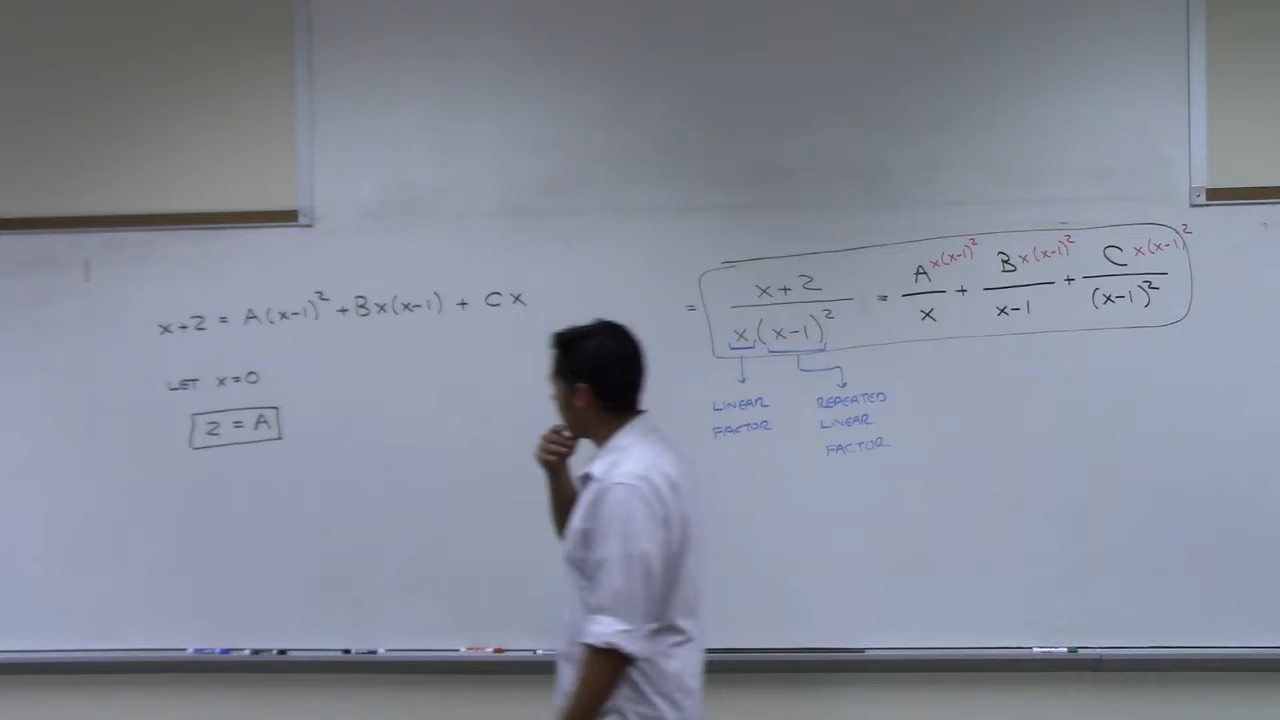 x+2 = A(x-1)² + Bx(x-1) + Cx
LET x=0
2 = A
= x+2 / x(x-1)² = A x(x-1)² / x + B x(x-1)² / x-1 + C x(x-1)² / (x-1)²
LINEAR
FACTOR
REPEATED
LINEAR
FACTOR